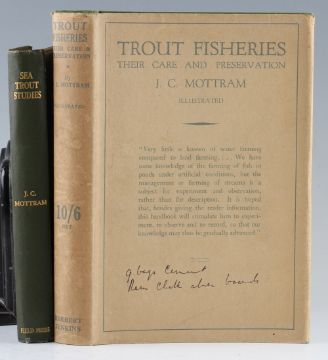 SEA
TROUT
STUDIES
J. C.
MOTTRAM
FIELD PRESS
TROUT
FISHERIES
THEIR CARE &
PRESERVATION
By
J. C. MOTTRAM
ILLUSTRATED
10/6
NET
HERBERT
JENKINS
TROUT FISHERIES
THEIR CARE AND PRESERVATION
J. C. MOTTRAM
ILLUSTRATED
"Very little is known of water farming
compared to land farming. . . . We have
some knowledge of the farming of fish in
ponds under artificial conditions, but the
management or farming of streams is a
subject for experiment and observation,
rather than for description. It is hoped
that, besides giving the reader information,
this handbook will stimulate him to experi-
ment, to observe and to record, so that our
knowledge may thus be gradually advanced."
9 bags Cement
Chalk boards